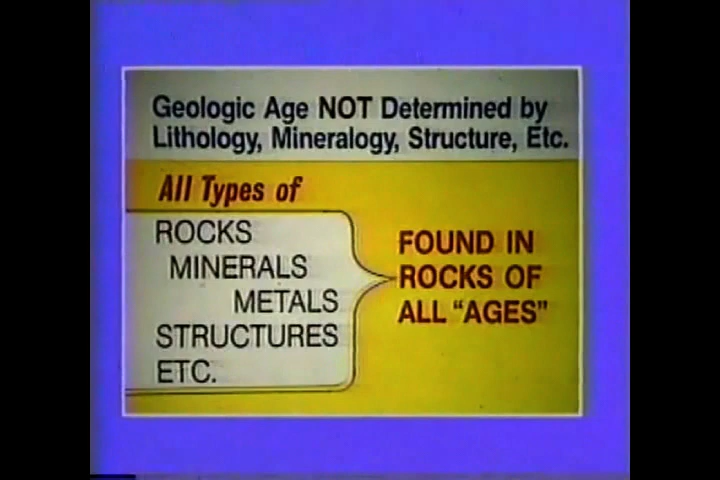 Geologic Age NOT Determined by
Lithology, Mineralogy, Structure, Etc.
All Types of
ROCKS
MINERALS
METALS
STRUCTURES
ETC.
FOUND IN
ROCKS OF
ALL "AGES"